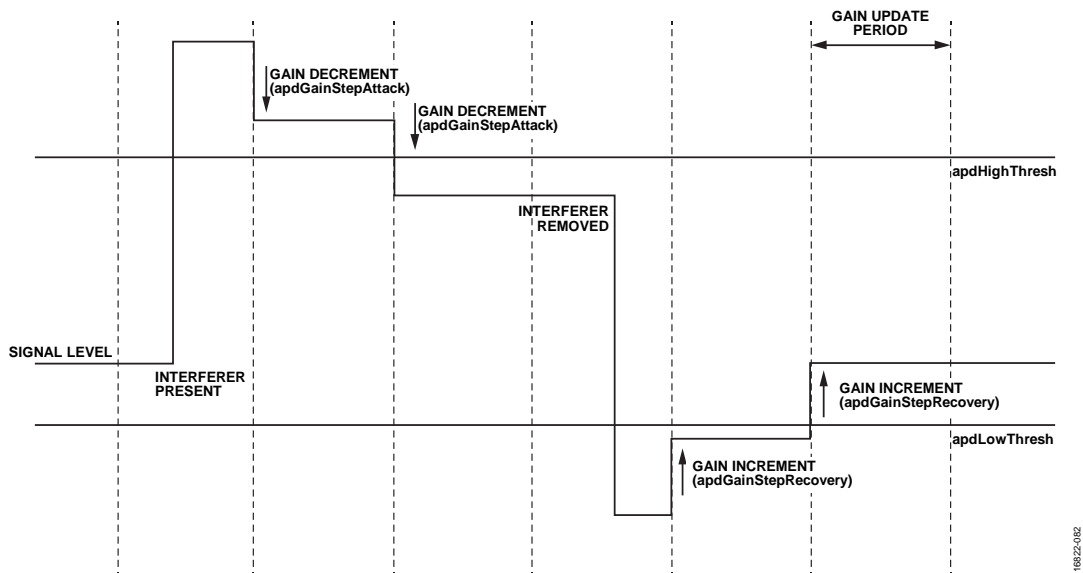 GAIN UPDATE
PERIOD
GAIN DECREMENT
(apdGainStepAttack)
GAIN DECREMENT
(apdGainStepAttack)
apdHighThresh
INTERFERER
REMOVED
SIGNAL LEVEL
INTERFERER
PRESENT
GAIN INCREMENT
(apdGainStepRecovery)
apdLowThresh
GAIN INCREMENT
(apdGainStepRecovery)
16822-082